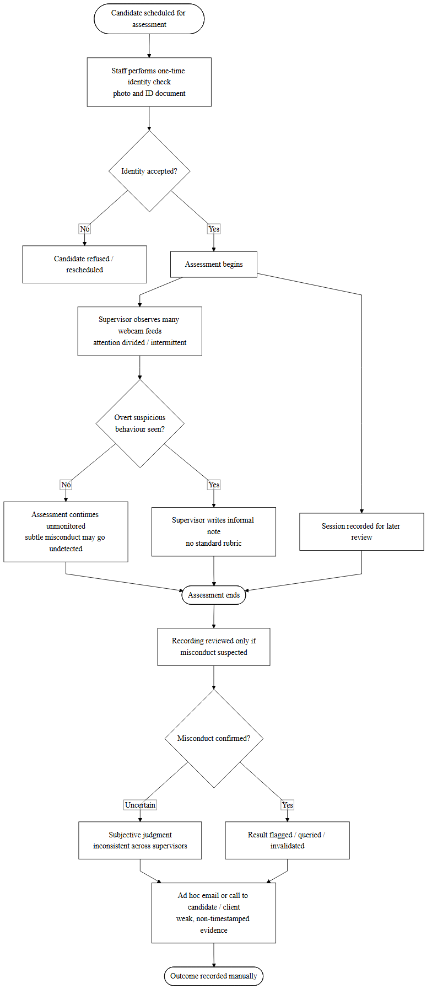 Candidate scheduled for
assessment
Staff performs one-time
identity check
photo and ID document
Identity accepted?
No
Yes
Candidate refused /
rescheduled
Assessment begins
Supervisor observes many
webcam feeds
attention divided / intermittent
Overt suspicious
behaviour seen?
No
Yes
Assessment continues
unmonitored
subtle misconduct may go
undetected
Supervisor writes informal
note
no standard rubric
Session recorded for later
review
Assessment ends
Recording reviewed only if
misconduct suspected
Misconduct confirmed?
Uncertain
Yes
Subjective judgment
inconsistent across supervisors
Result flagged / queried /
invalidated
Ad hoc email or call to
candidate / client
weak, non-timestamped
evidence
Outcome recorded manually